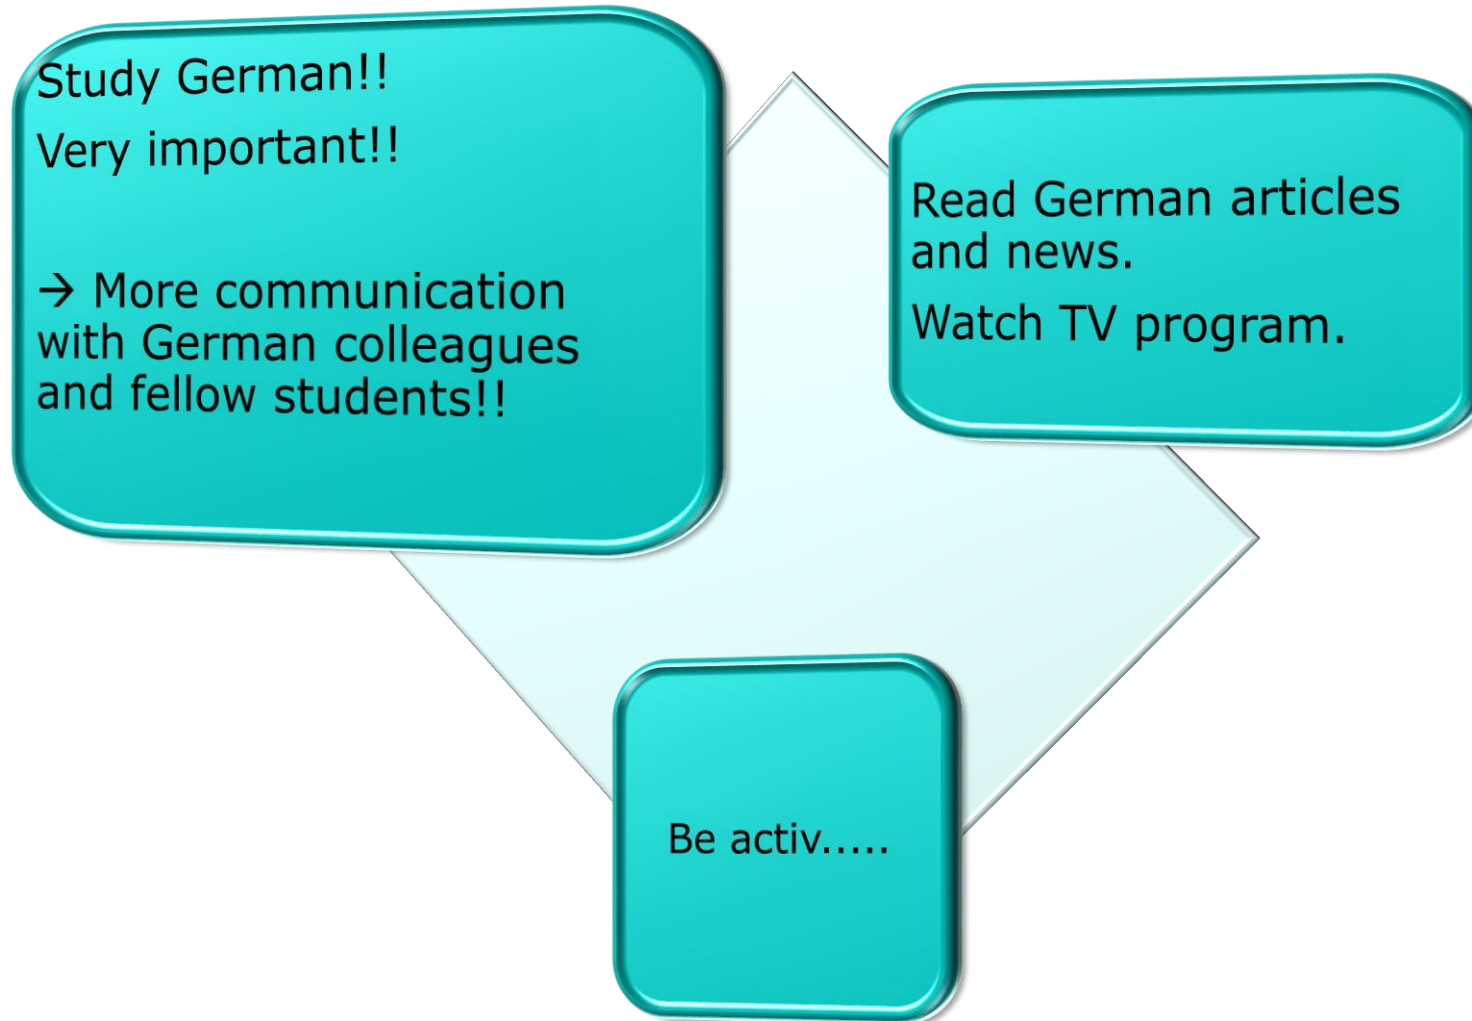 Study German!!
Very important!!
→ More communication
with German colleagues
and fellow students!!
Read German articles
and news.
Watch TV program.
Be activ.....